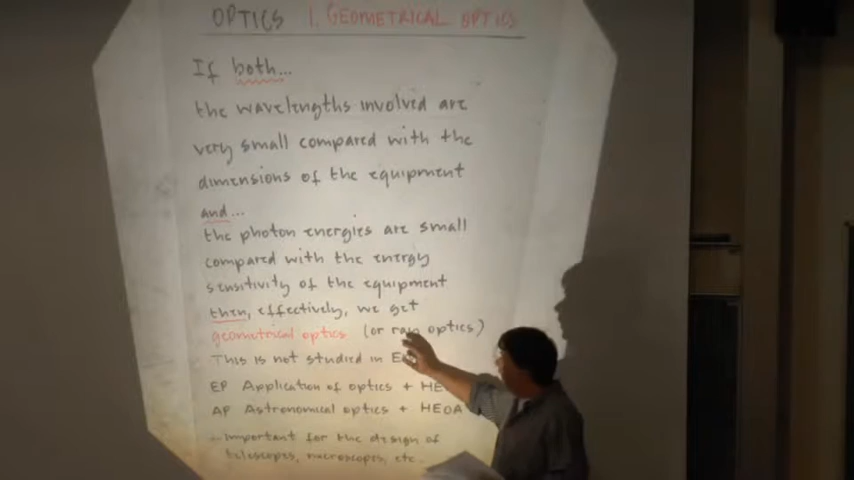 OPTICS 1. GEOMETRICAL OPTICS
If both...
the wavelengths involved are
very small compared with the
dimensions of the equipment
and...
the photon energies are small
compared with the energy
sensitivity of the equipment
then, effectively, we get
geometrical optics (or ray optics)
This is not studied in
EP Application of optics + HE
AP Astronomical optics + HEOA
Important for the design of
telescopes, microscopes, etc.